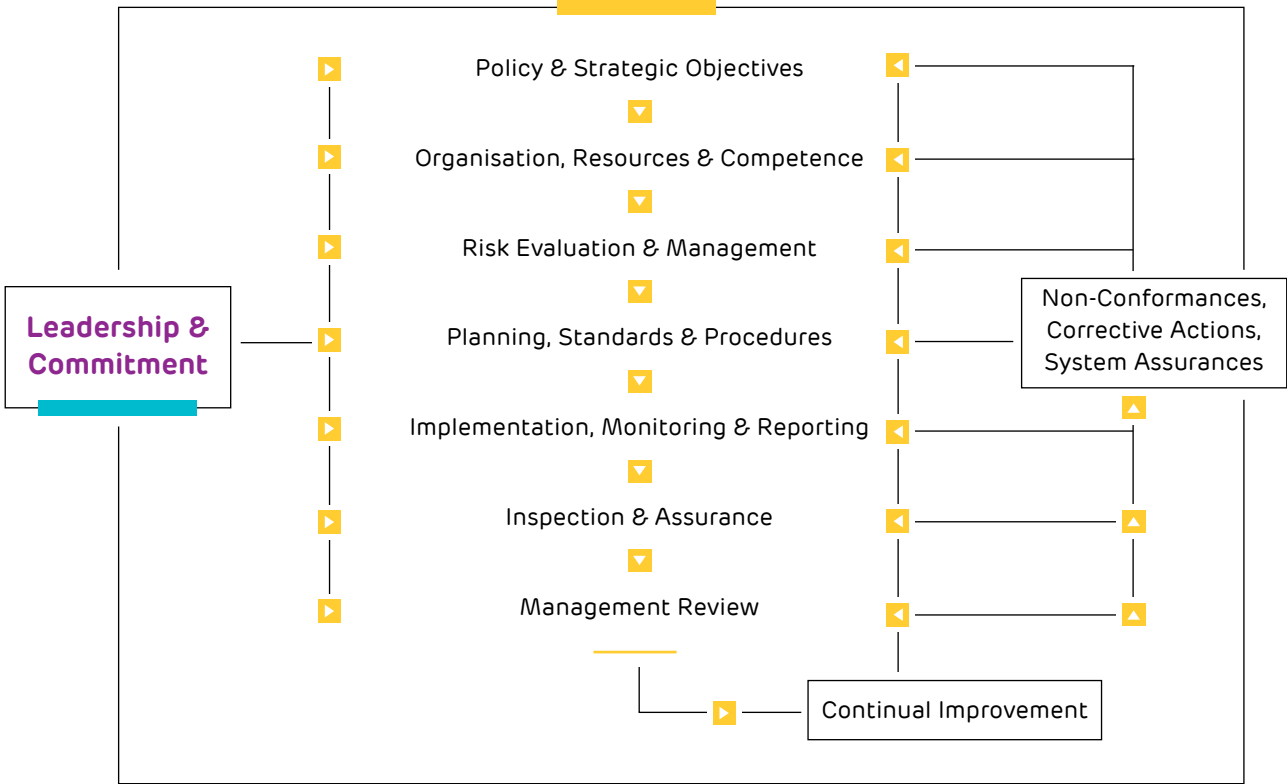 Policy & Strategic Objectives
Organisation, Resources & Competence
Risk Evaluation & Management
Leadership &
Commitment
Planning, Standards & Procedures
Non-Conformances,
Corrective Actions,
System Assurances
Implementation, Monitoring & Reporting
Inspection & Assurance
Management Review
Continual Improvement